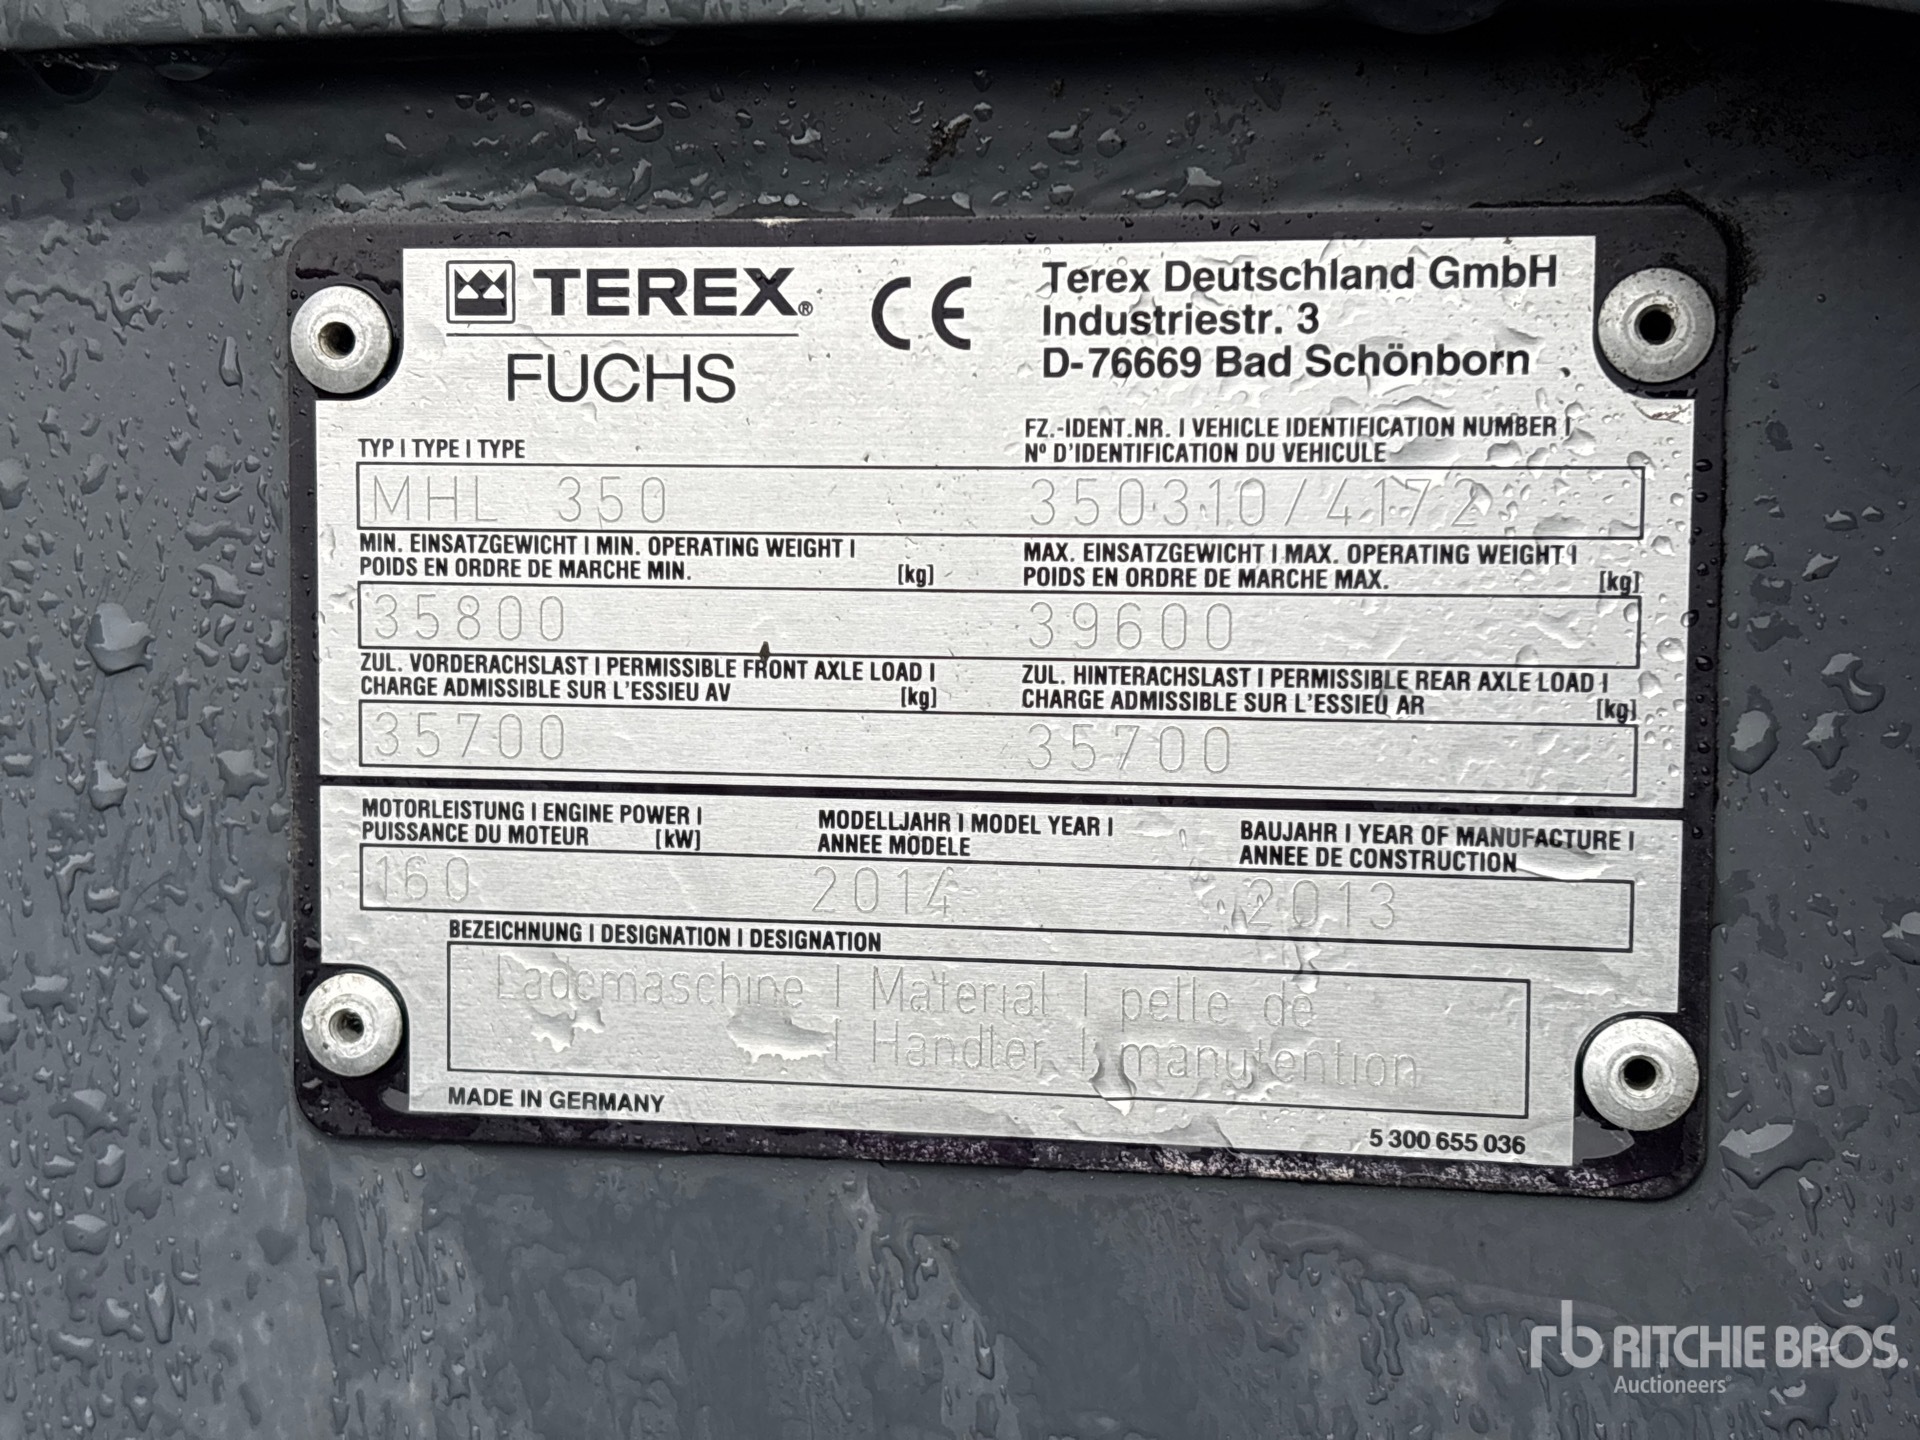 TEREX®
FUCHS
CE
Terex Deutschland GmbH
Industriestr. 3
D-76669 Bad Schönborn
TYP I TYPE I TYPE
MHL 350
FZ.-IDENT.NR. I VEHICLE IDENTIFICATION NUMBER I
Nº D'IDENTIFICATION DU VEHICULE
350310/4172
MIN. EINSATZGEWICHT I MIN. OPERATING WEIGHT I
POIDS EN ORDRE DE MARCHE MIN. [kg]
35800
MAX. EINSATZGEWICHT I MAX. OPERATING WEIGHT I
POIDS EN ORDRE DE MARCHE MAX. [kg]
39600
ZUL. VORDERACHSLAST I PERMISSIBLE FRONT AXLE LOAD I
CHARGE ADMISSIBLE SUR L'ESSIEU AV [kg]
35700
ZUL. HINTERACHSLAST I PERMISSIBLE REAR AXLE LOAD I
CHARGE ADMISSIBLE SUR L'ESSIEU AR [kg]
35700
MOTORLEISTUNG I ENGINE POWER I
PUISSANCE DU MOTEUR [kW]
160
MODELLJAHR I MODEL YEAR I
ANNEE MODELE
2014
BAUJAHR I YEAR OF MANUFACTURE I
ANNEE DE CONSTRUCTION
2013
BEZEICHNUNG I DESIGNATION I DESIGNATION
Lademaschine | Material | pelle de
| Handler | manutention
MADE IN GERMANY
5 300 655 036
rb RITCHIE BROS.
Auctioneers